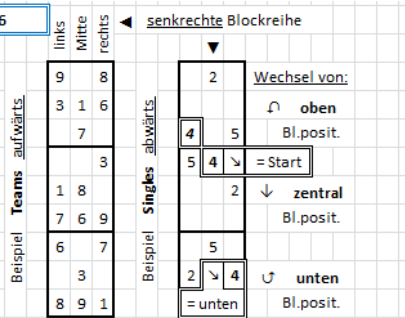 6
links
Mitte
rechts
◄ senkrechte Blockreihe
▼
Beispiel Teams aufwärts
9 8
3 1 6
7
3
1 8
7 6 9
6 7
3
8 9 1
Beispiel Singles abwärts
2
4 5
5 4 ↘ = Start
2
5
2 ↘ 4
= unten
Wechsel von:
oben
Bl.posit.
↓ zentral
Bl.posit.
unten
Bl.posit.